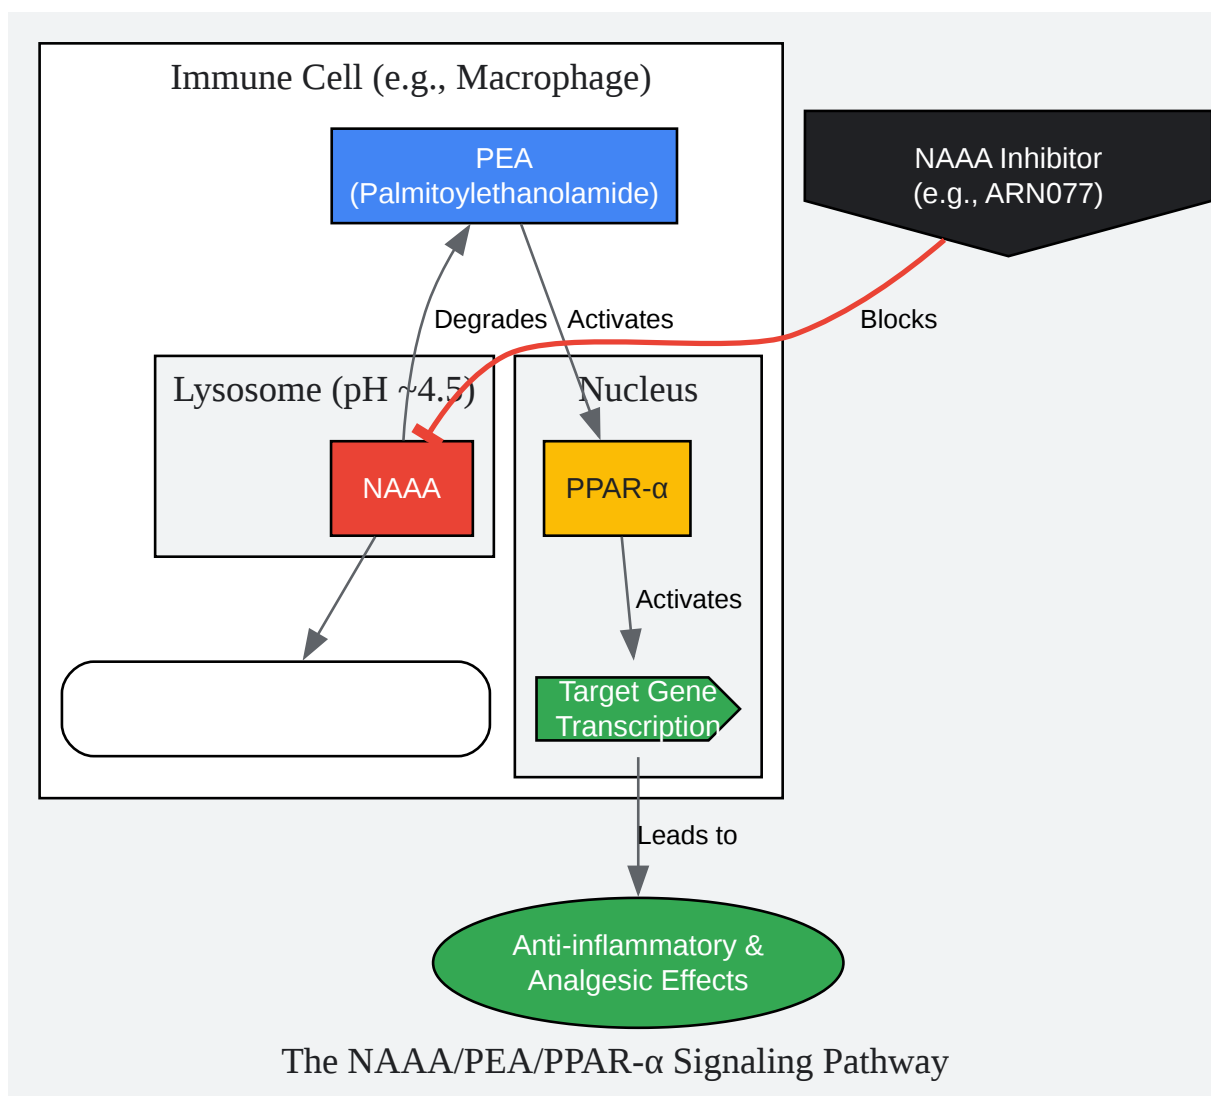 Immune Cell (e.g., Macrophage)
PEA
(Palmitoylethanolamide)
NAAA Inhibitor
(e.g., ARN077)
Degrades
Activates
Blocks
Lysosome (pH ~4.5)
Nucleus
NAAA
PPAR-α
Activates
Target Gene
Transcription
Leads to
Anti-inflammatory &
Analgesic Effects
The NAAA/PEA/PPAR-α Signaling Pathway